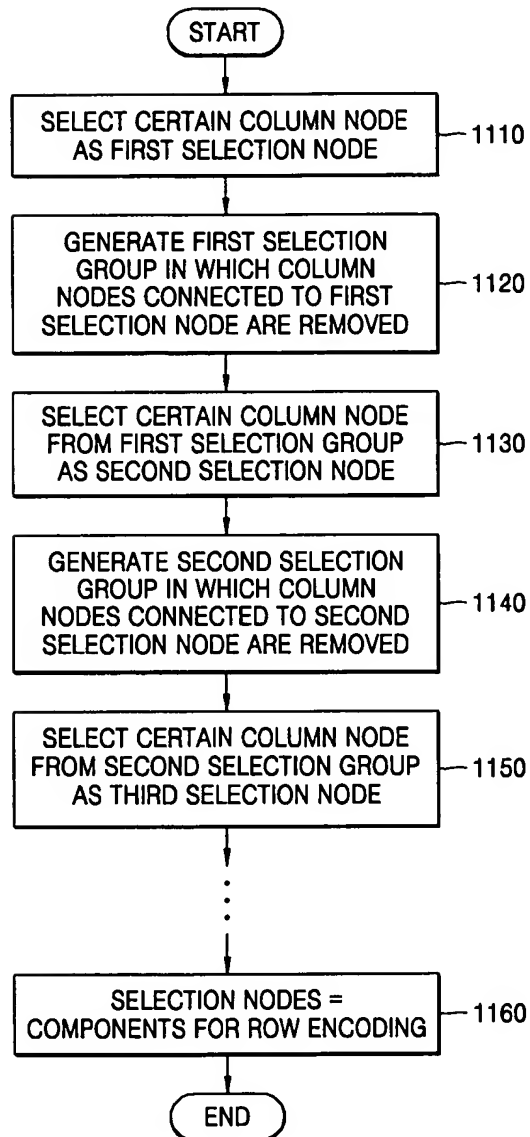 START
SELECT CERTAIN COLUMN NODE
AS FIRST SELECTION NODE
1110
GENERATE FIRST SELECTION
GROUP IN WHICH COLUMN
NODES CONNECTED TO FIRST
SELECTION NODE ARE REMOVED
1120
SELECT CERTAIN COLUMN NODE
FROM FIRST SELECTION GROUP
AS SECOND SELECTION NODE
1130
GENERATE SECOND SELECTION
GROUP IN WHICH COLUMN
NODES CONNECTED TO SECOND
SELECTION NODE ARE REMOVED
1140
SELECT CERTAIN COLUMN NODE
FROM SECOND SELECTION GROUP
AS THIRD SELECTION NODE
1150
SELECTION NODES =
COMPONENTS FOR ROW ENCODING
1160
END